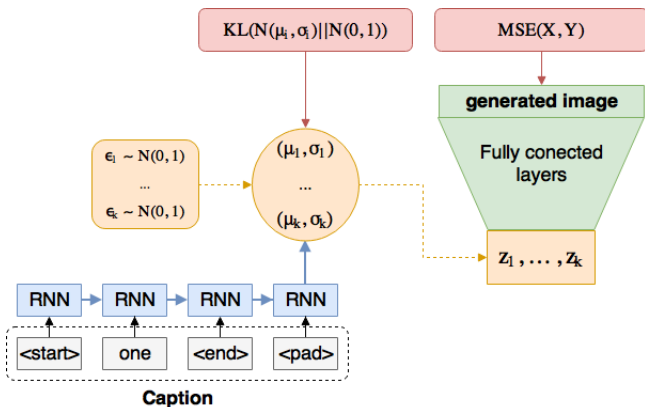 KL(N(μi,σi)||N(0,1))
MSE(X,Y)
generated image
Fully conected
layers
ϵ1 ~ N(0,1)
...
ϵk ~ N(0,1)
(μ1,σ1)
...
(μk,σk)
z1 , ... , zk
RNN RNN RNN RNN
<start> one <end> <pad>
Caption